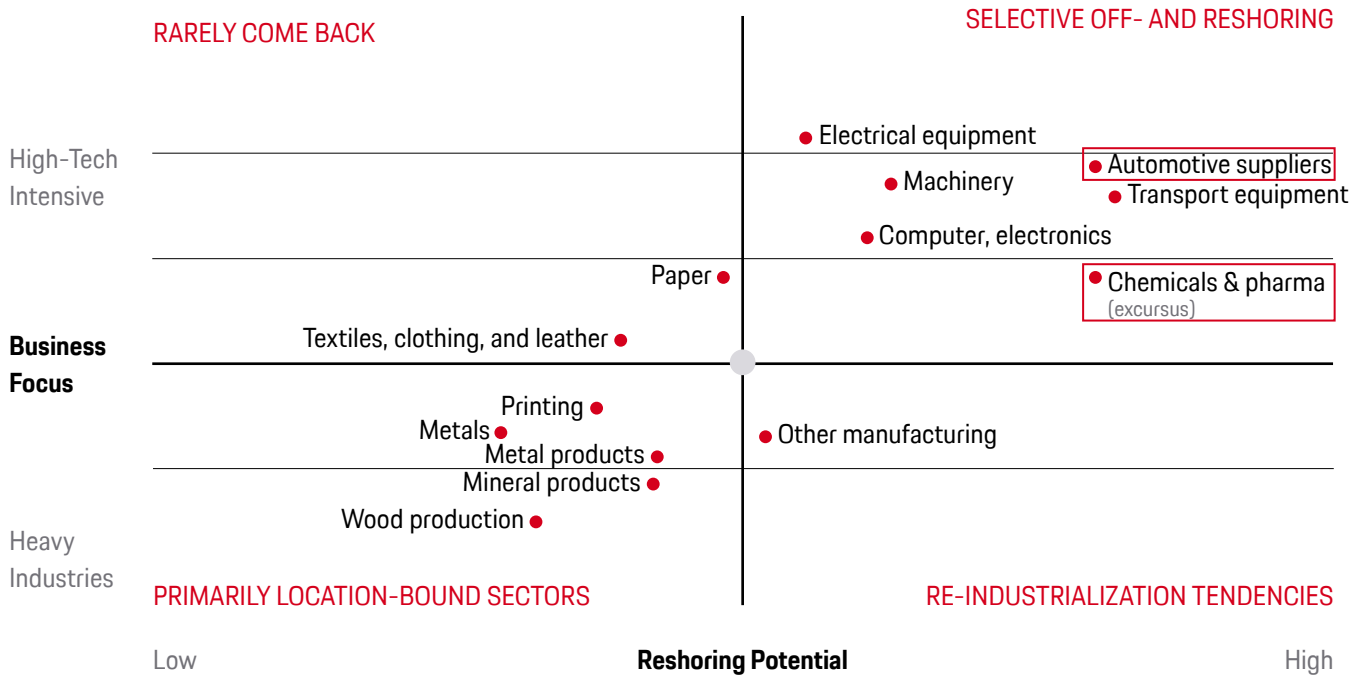 RARELY COME BACK
SELECTIVE OFF- AND RESHORING
High-Tech
Intensive
Electrical equipment
Automotive suppliers
Machinery
Transport equipment
Computer, electronics
Paper
Chemicals & pharma
(excursus)
Textiles, clothing, and leather
Business
Focus
Printing
Metals
Other manufacturing
Metal products
Mineral products
Wood production
Heavy
Industries
PRIMARILY LOCATION-BOUND SECTORS
RE-INDUSTRIALIZATION TENDENCIES
Low
Reshoring Potential
High